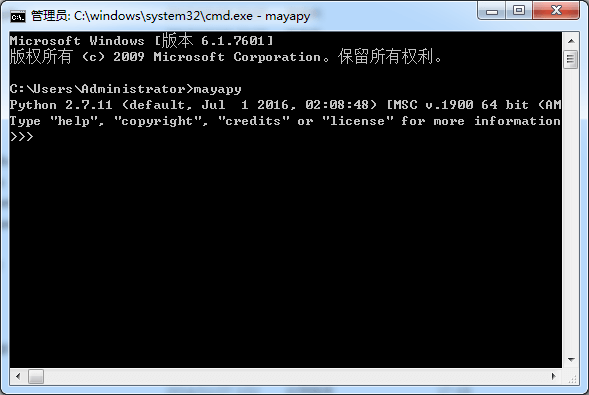 管理员: C:\windows\system32\cmd.exe - mayapy
Microsoft Windows [版本 6.1.7601]
版权所有 (c) 2009 Microsoft Corporation。保留所有权利。
C:\Users\Administrator>mayapy
Python 2.7.11 (default, Jul  1 2016, 02:08:48) [MSC v.1900 64 bit (AM
Type "help", "copyright", "credits" or "license" for more information
>>>